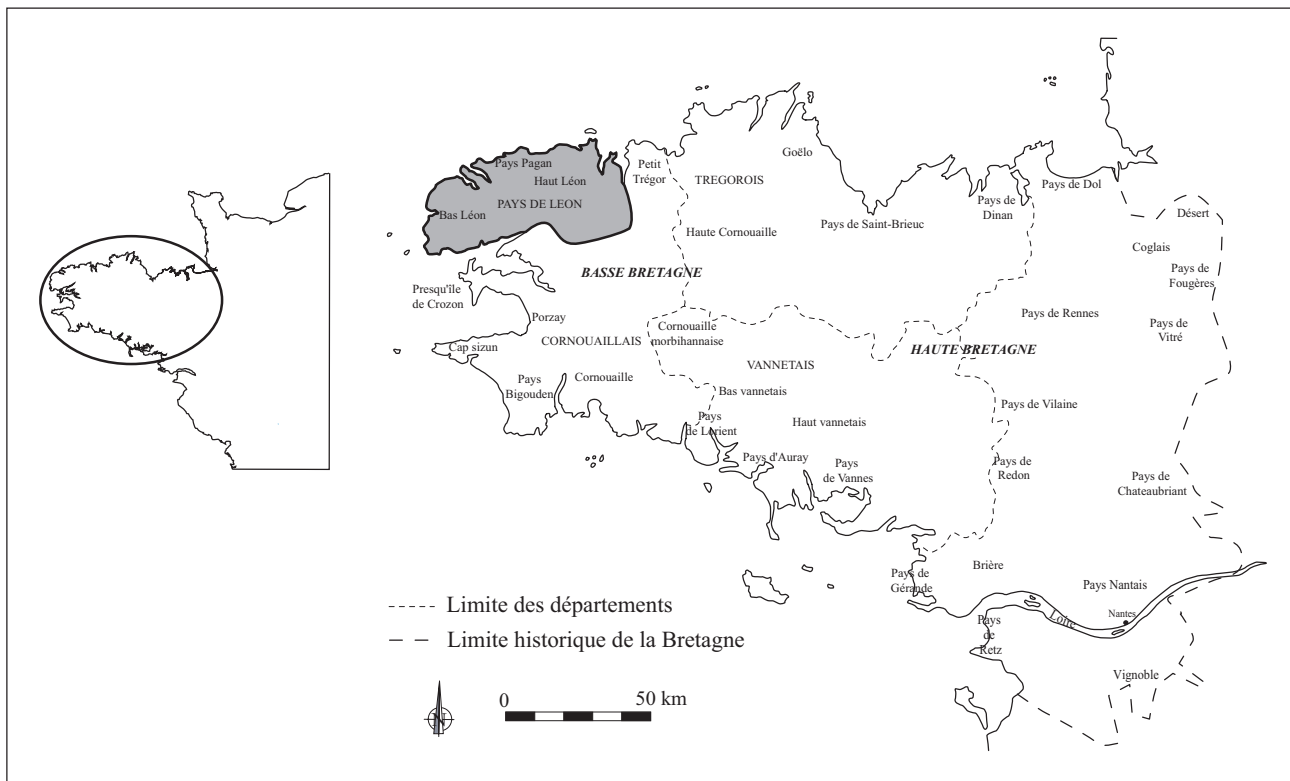 Pays Pagan
Haut Léon
PAYS DE LEON
Bas Léon
Petit
Trégor
TREGOROIS
Goëlo
Haute Cornouaille
Pays de Saint-Brieuc
Pays de
Dinan
Pays de Dol
Désert
Coglais
Pays de
Fougères
BASSE BRETAGNE
Presqu'île
de Crozon
Porzay
CORNOUAILLAIS
Cap sizun
Pays
Bigouden
Cornouaille
Cornouaille
morbihannaise
VANNETAIS
HAUTE BRETAGNE
Pays de Rennes
Pays de
Vitré
Bas vannetais
Haut vannetais
Pays
de Lorient
Pays d'Auray
Pays
de Vannes
Pays de Vilaine
Pays de
Redon
Pays de
Chateaubriant
Pays de
Gérande
Brière
Pays Nantais
Nantes
Loire
Pays
de
Retz
Vignoble
Limite des départements
Limite historique de la Bretagne
N
0 50 km